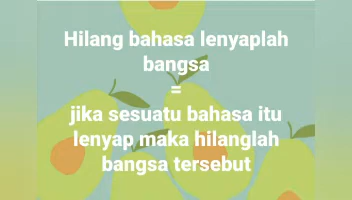 Hilang bahasa lenyaplah
bangsa
=
jika sesuatu bahasa itu
lenyap maka hilanglah
bangsa tersebut